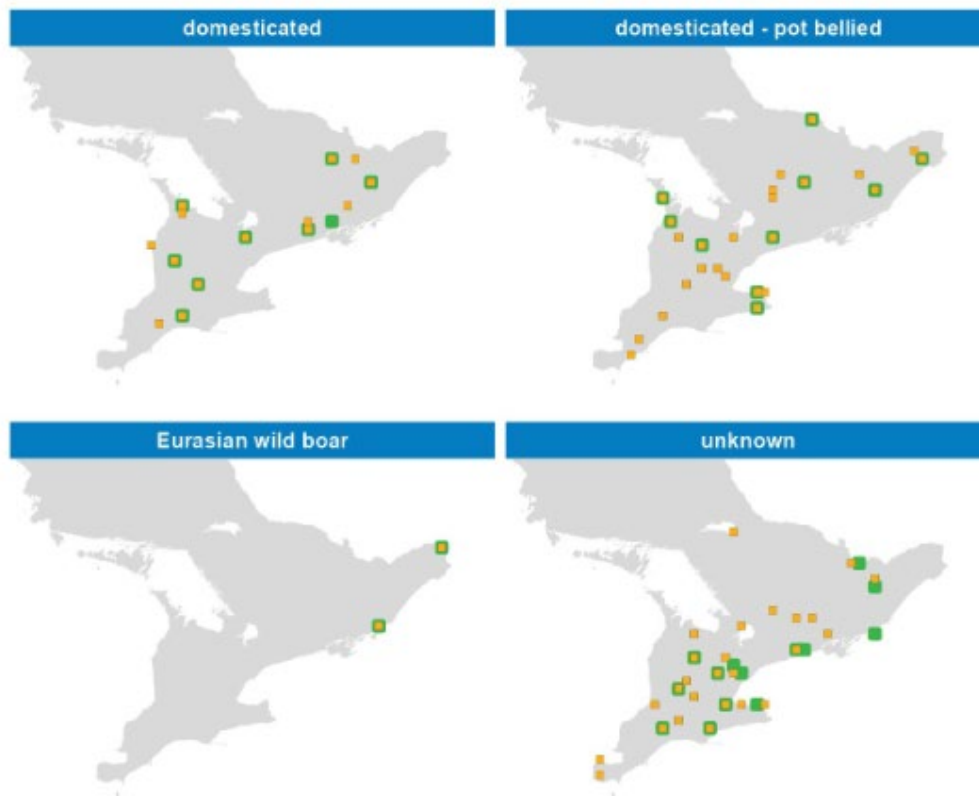 domesticated
domesticated - pot bellied
Eurasian wild boar
unknown